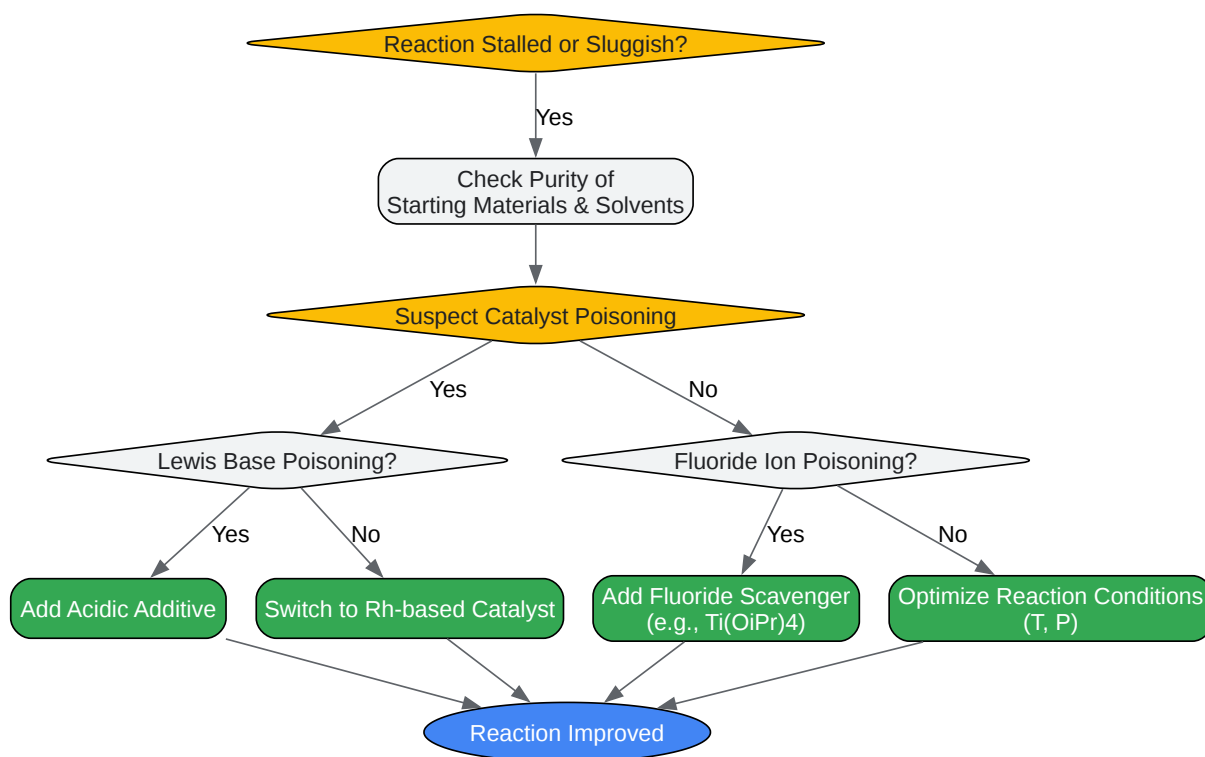 Reaction Stalled or Sluggish?
Yes
Check Purity of
Starting Materials & Solvents
Suspect Catalyst Poisoning
Yes
No
Lewis Base Poisoning?
Fluoride Ion Poisoning?
Yes
No
Yes
No
Add Acidic Additive
Switch to Rh-based Catalyst
Add Fluoride Scavenger
(e.g., Ti(OiPr)4)
Optimize Reaction Conditions
(T, P)
Reaction Improved